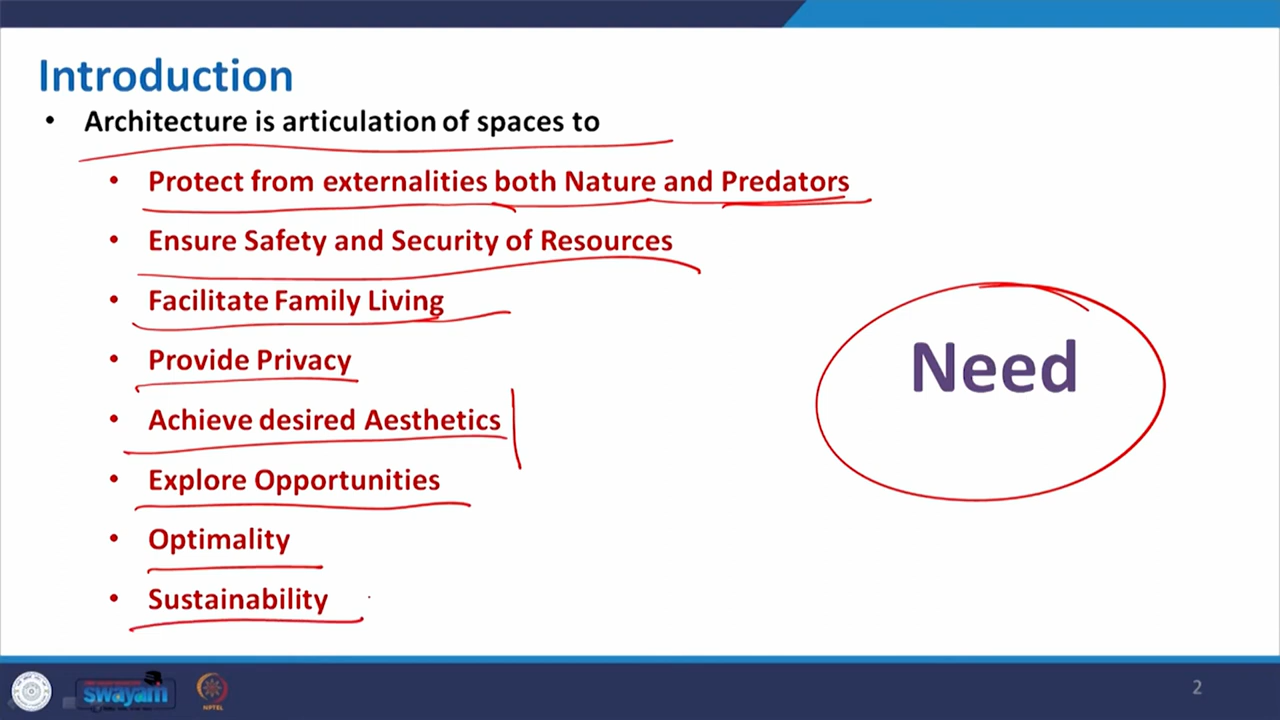 Introduction
• Architecture is articulation of spaces to
• Protect from externalities both Nature and Predators
• Ensure Safety and Security of Resources
• Facilitate Family Living
• Provide Privacy
• Achieve desired Aesthetics
• Explore Opportunities
• Optimality
• Sustainability
Need
swayam
NPTEL
2